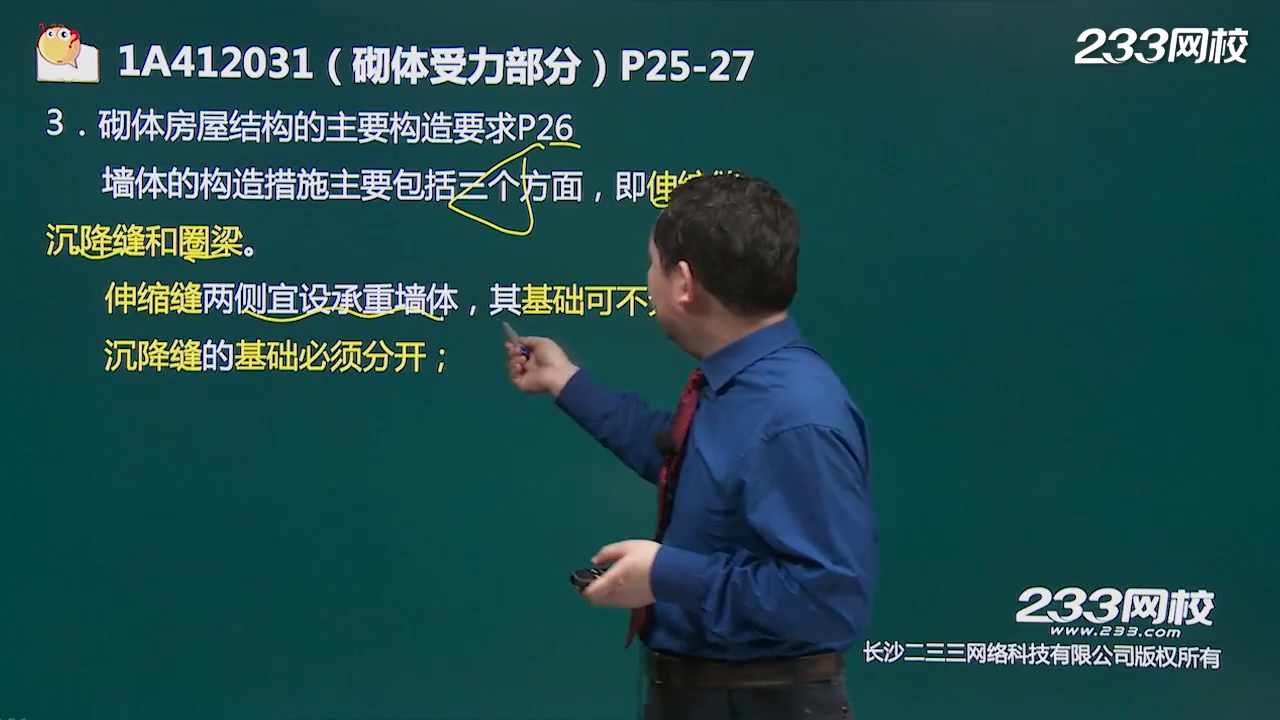 233网校
1A412031（砌体受力部分）P25-27
3．砌体房屋结构的主要构造要求P26
墙体的构造措施主要包括三个方面，即伸缩
沉降缝和圈梁。
伸缩缝两侧宜设承重墙体，其基础可不
沉降缝的基础必须分开；
233网校
www.233.com
长沙二三三网络科技有限公司版权所有